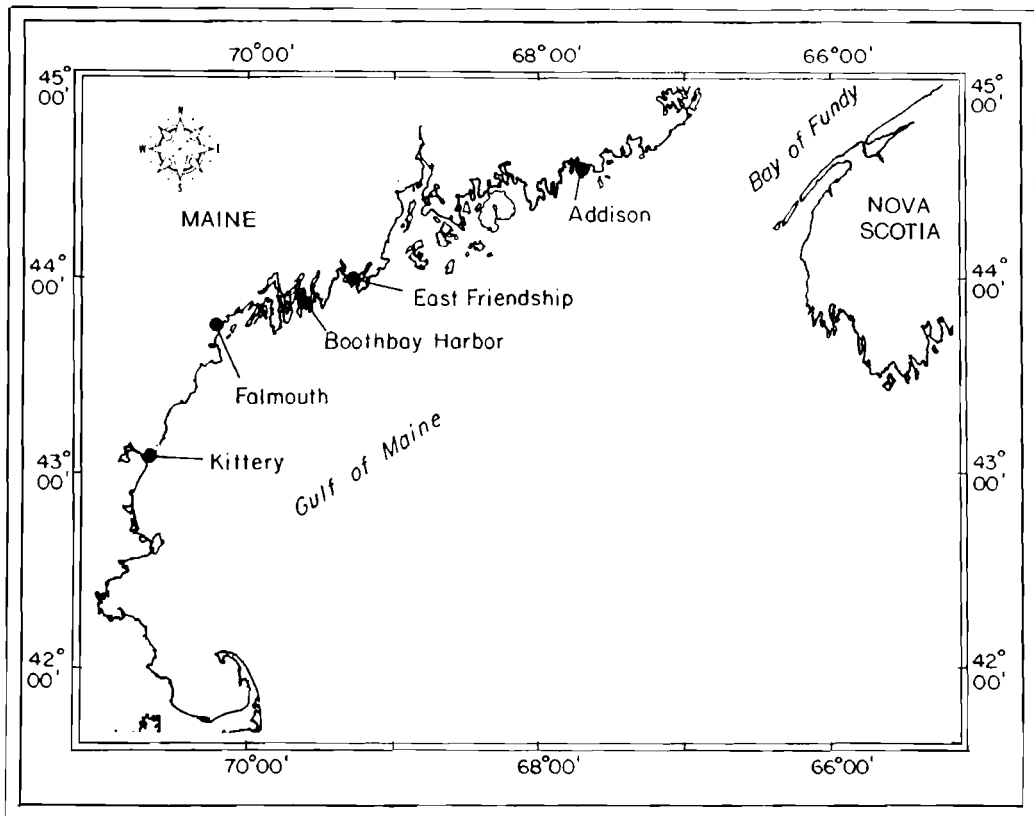 70°00' 68°00' 66°00'
45°
00'
45°
00'
N
W E
S
Bay of Fundy
MAINE
Addison
NOVA
SCOTIA
44°
00'
44°
00'
East Friendship
Boothbay Harbor
Falmouth
Gulf of Maine
Kittery
43°
00'
43°
00'
42°
00'
42°
00'
70°00' 68°00' 66°00'